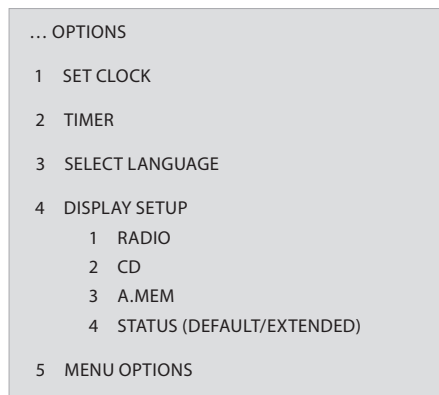 ... OPTIONS
1 SET CLOCK
2 TIMER
3 SELECT LANGUAGE
4 DISPLAY SETUP
1 RADIO
2 CD
3 A.MEM
4 STATUS (DEFAULT/EXTENDED)
5 MENU OPTIONS